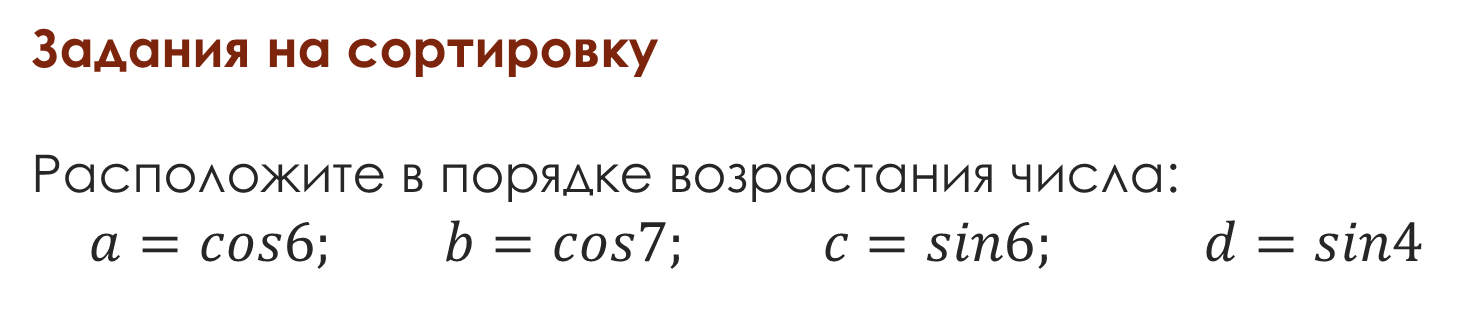 Задания на сортировку
Расположите в порядке возрастания числа:
a = cos6; b = cos7; c = sin6; d = sin4